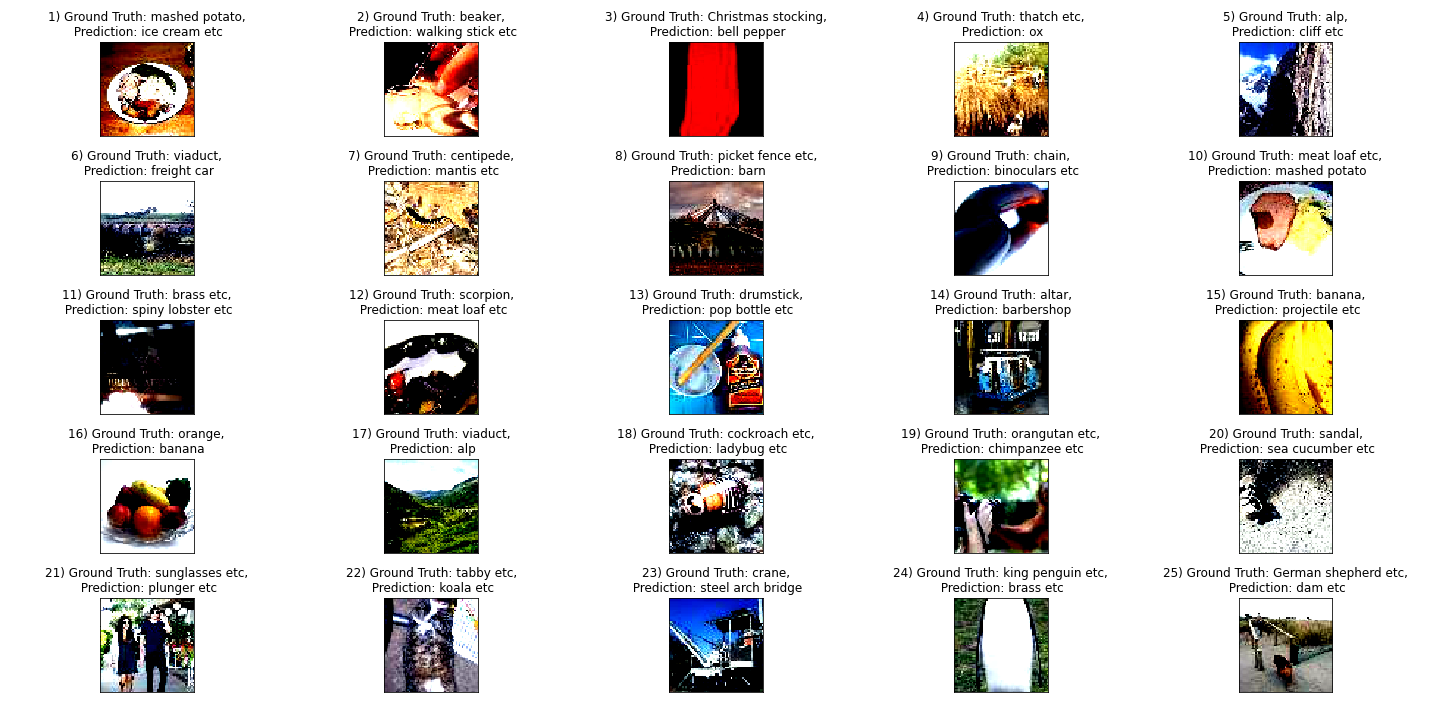 1) Ground Truth: mashed potato,
Prediction: ice cream etc
2) Ground Truth: beaker,
Prediction: walking stick etc
3) Ground Truth: Christmas stocking,
Prediction: bell pepper
4) Ground Truth: thatch etc,
Prediction: ox
5) Ground Truth: alp,
Prediction: cliff etc
6) Ground Truth: viaduct,
Prediction: freight car
7) Ground Truth: centipede,
Prediction: mantis etc
8) Ground Truth: picket fence etc,
Prediction: barn
9) Ground Truth: chain,
Prediction: binoculars etc
10) Ground Truth: meat loaf etc,
Prediction: mashed potato
11) Ground Truth: brass etc,
Prediction: spiny lobster etc
12) Ground Truth: scorpion,
Prediction: meat loaf etc
13) Ground Truth: drumstick,
Prediction: pop bottle etc
14) Ground Truth: altar,
Prediction: barbershop
15) Ground Truth: banana,
Prediction: projectile etc
16) Ground Truth: orange,
Prediction: banana
17) Ground Truth: viaduct,
Prediction: alp
18) Ground Truth: cockroach etc,
Prediction: ladybug etc
19) Ground Truth: orangutan etc,
Prediction: chimpanzee etc
20) Ground Truth: sandal,
Prediction: sea cucumber etc
21) Ground Truth: sunglasses etc,
Prediction: plunger etc
22) Ground Truth: tabby etc,
Prediction: koala etc
23) Ground Truth: crane,
Prediction: steel arch bridge
24) Ground Truth: king penguin etc,
Prediction: brass etc
25) Ground Truth: German shepherd etc,
Prediction: dam etc